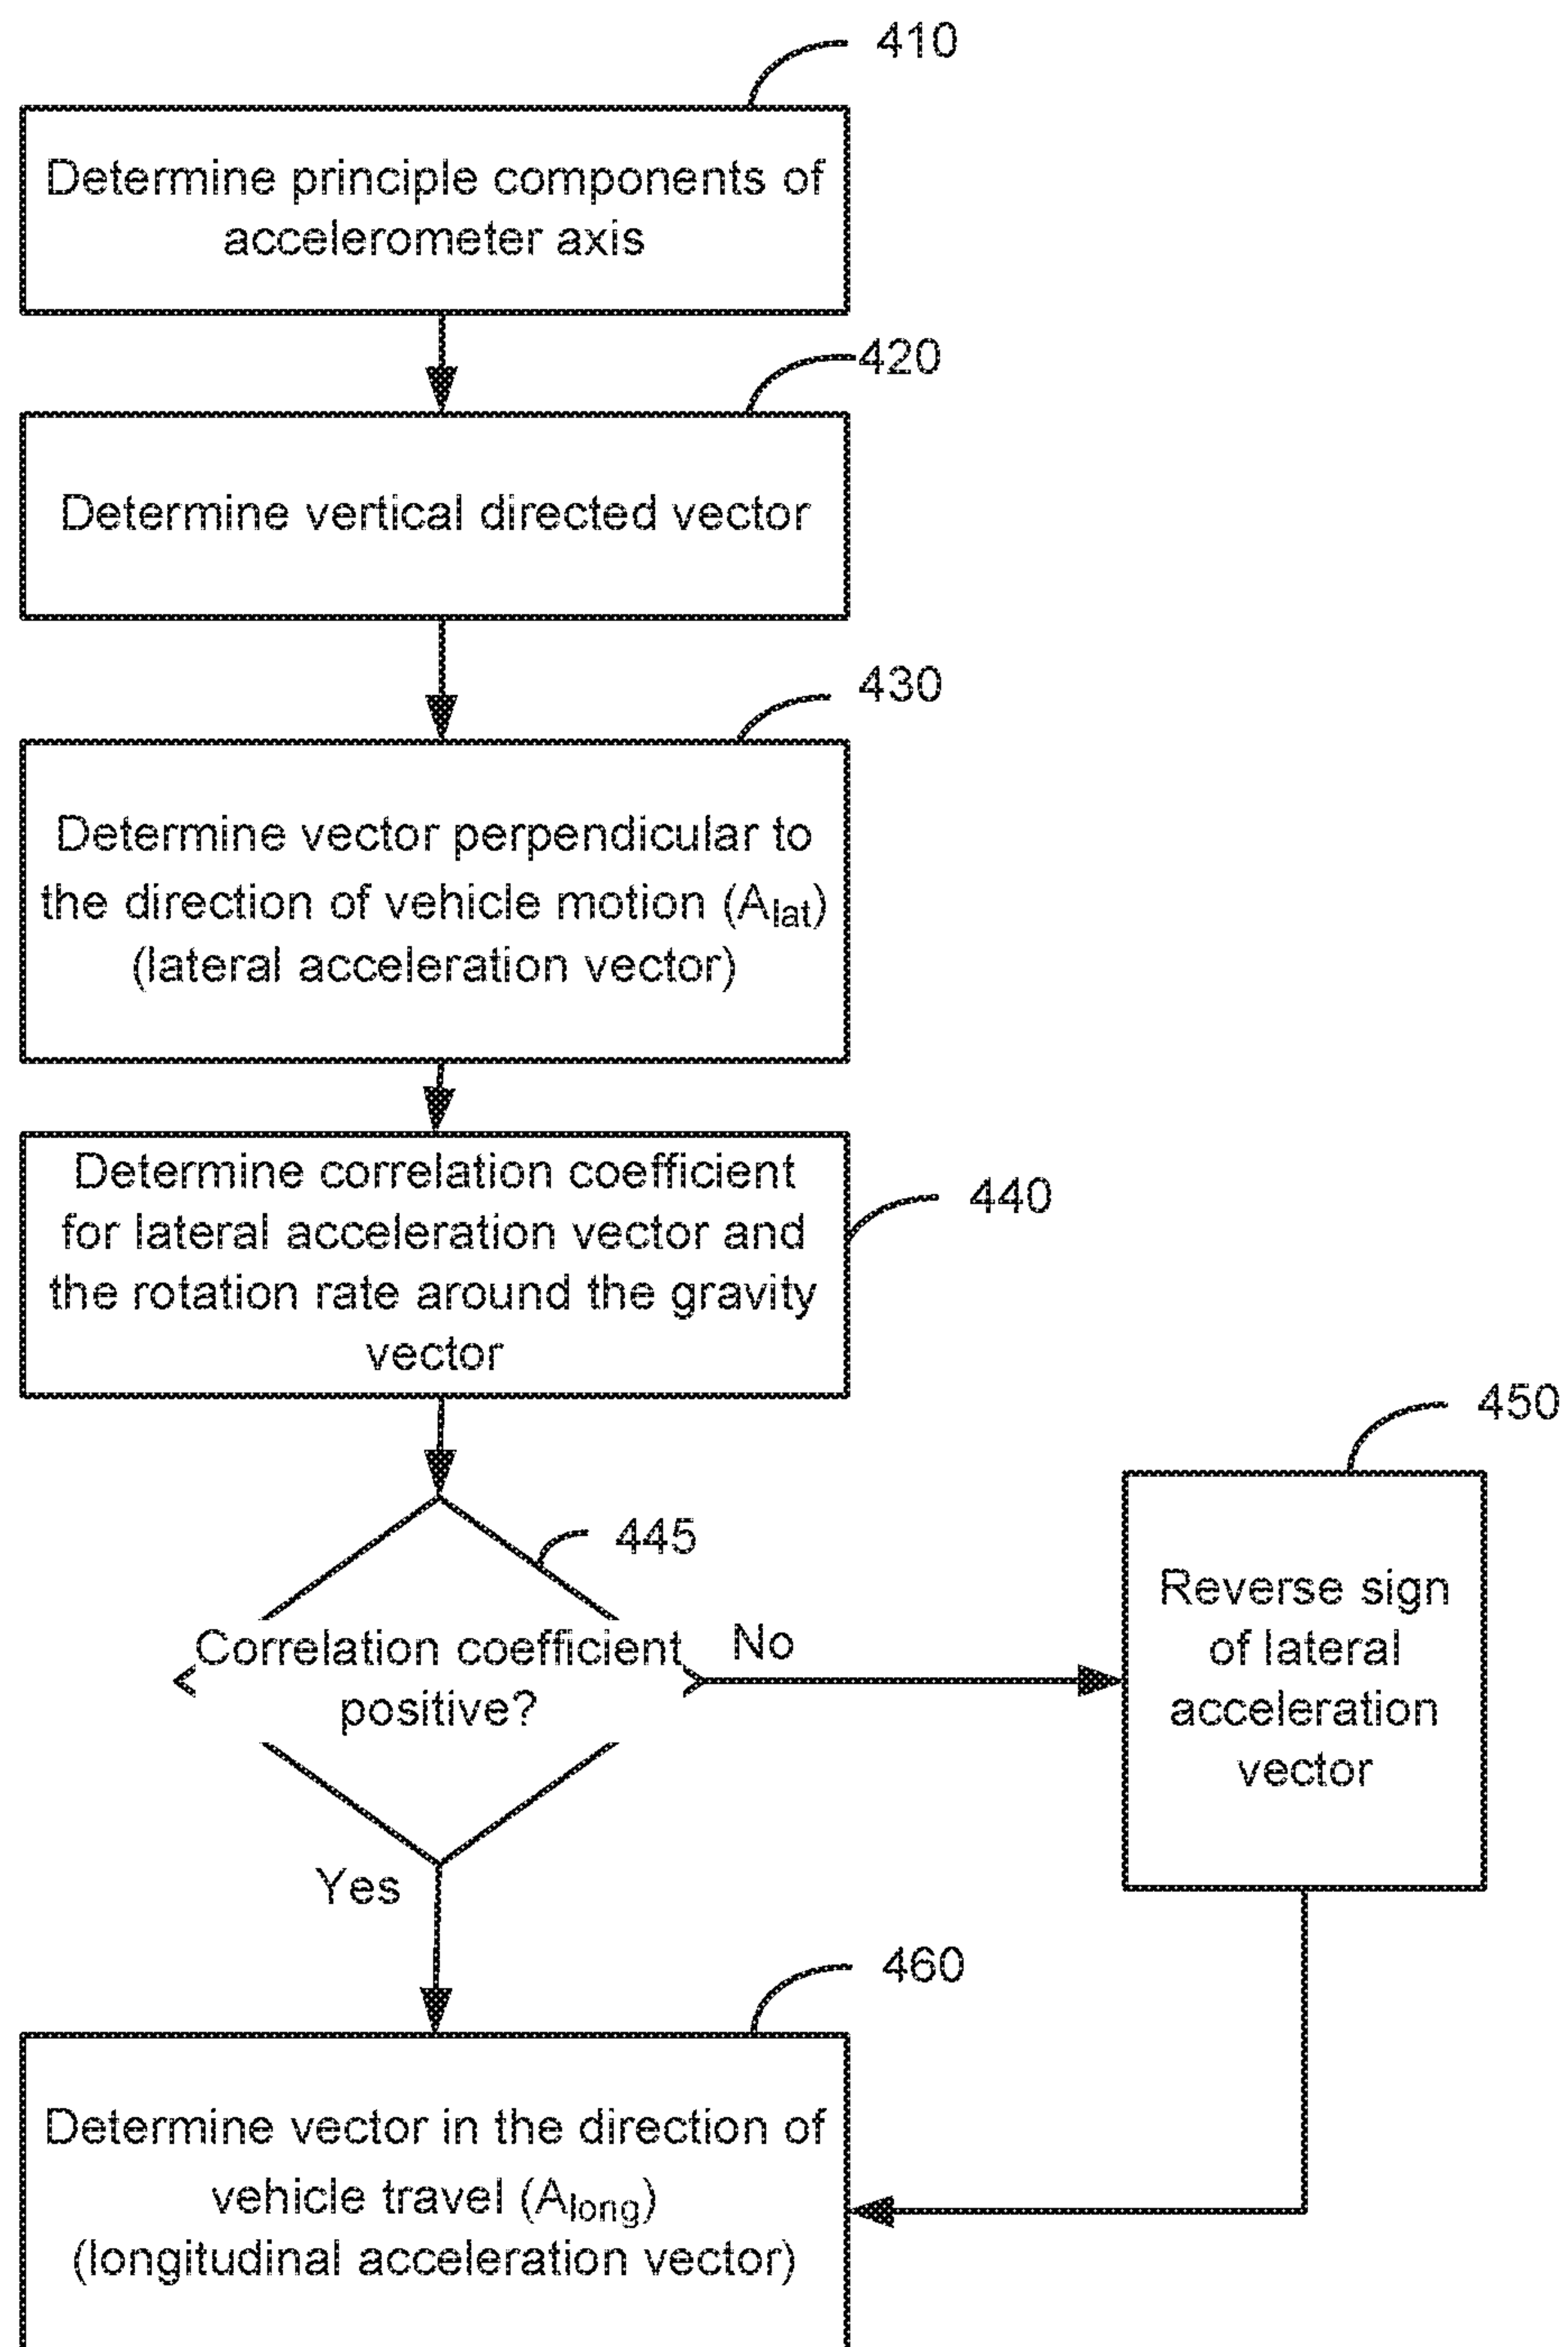 410
Determine principle components of
accelerometer axis
420
Determine vertical directed vector
430
Determine vector perpendicular to
the direction of vehicle motion (Alat)
(lateral acceleration vector)
Determine correlation coefficient
for lateral acceleration vector and
the rotation rate around the gravity
vector
440
450
445
Correlation coefficient
positive?
No
Reverse sign
of lateral
acceleration
vector
Yes
460
Determine vector in the direction of
vehicle travel (Along)
(longitudinal acceleration vector)